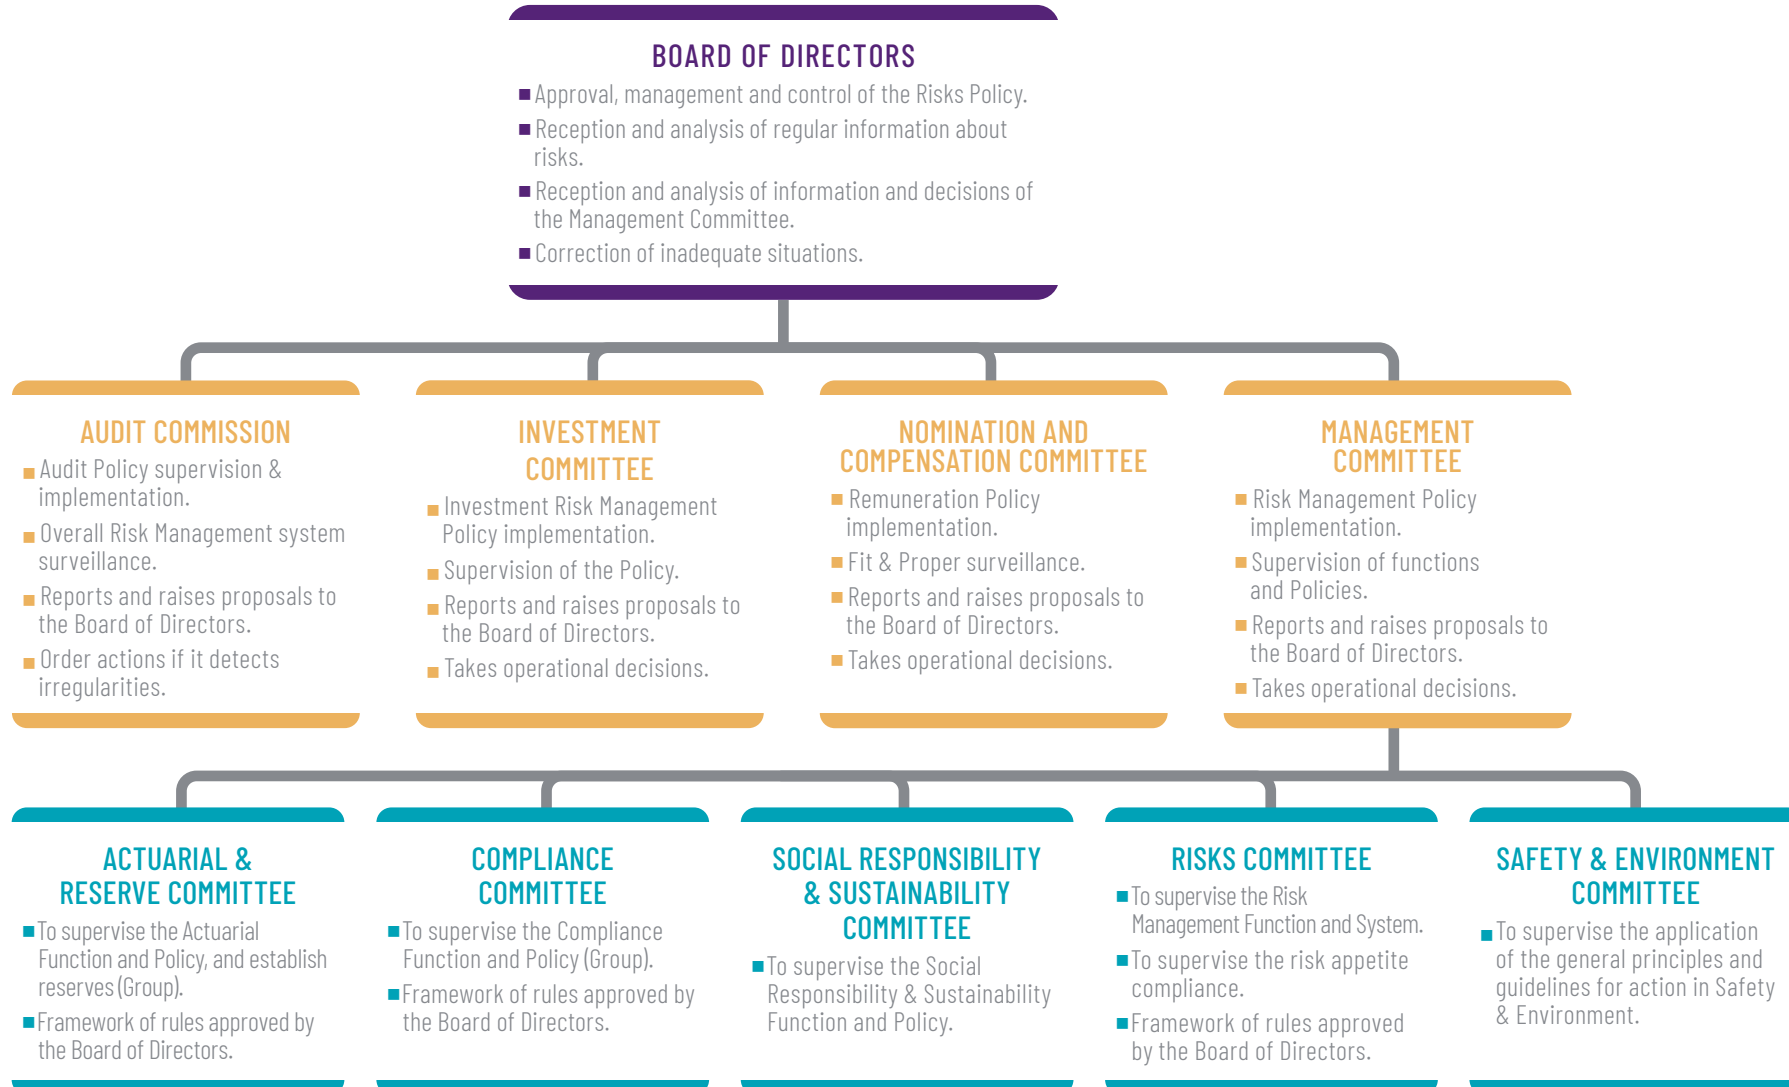 BOARD OF DIRECTORS
Approval, management and control of the Risks Policy.
Reception and analysis of regular information about
risks.
Reception and analysis of information and decisions of
the Management Committee.
Correction of inadequate situations.
AUDIT COMMISSION
Audit Policy supervision &
implementation.
Overall Risk Management system
surveillance.
Reports and raises proposals to
the Board of Directors.
Order actions if it detects
irregularities.
INVESTMENT
COMMITTEE
Investment Risk Management
Policy implementation.
Supervision of the Policy.
Reports and raises proposals to
the Board of Directors.
Takes operational decisions.
NOMINATION AND
COMPENSATION COMMITTEE
Remuneration Policy
implementation.
Fit & Proper surveillance.
Reports and raises proposals to
the Board of Directors.
Takes operational decisions.
MANAGEMENT
COMMITTEE
Risk Management Policy
implementation.
Supervision of functions
and Policies.
Reports and raises proposals to
the Board of Directors.
Takes operational decisions.
ACTUARIAL &
RESERVE COMMITTEE
To supervise the Actuarial
Function and Policy, and establish
reserves (Group).
Framework of rules approved by
the Board of Directors.
COMPLIANCE
COMMITTEE
To supervise the Compliance
Function and Policy (Group).
Framework of rules approved by
the Board of Directors.
SOCIAL RESPONSIBILITY
& SUSTAINABILITY
COMMITTEE
To supervise the Social
Responsibility & Sustainability
Function and Policy.
RISKS COMMITTEE
To supervise the Risk
Management Function and System.
To supervise the risk appetite
compliance.
Framework of rules approved
by the Board of Directors.
SAFETY & ENVIRONMENT
COMMITTEE
To supervise the application
of the general principles and
guidelines for action in Safety
& Environment.